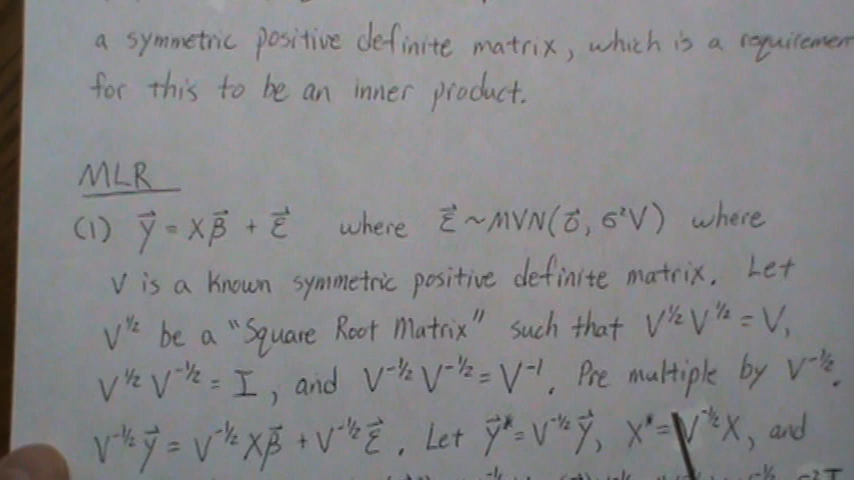 a symmetric positive definite matrix, which is a requiremen
for this to be an inner product.
MLR
(1) y⃗ = Xβ⃗ + ε⃗ where ε⃗ ~ MVN(0⃗, σ²V) where
V is a known symmetric positive definite matrix. Let
V^½ be a "Square Root Matrix" such that V^½ V^½ = V,
V^½ V^-½ = I, and V^-½ V^-½ = V^-1. Pre multiple by V^-½.
V^-½ y⃗ = V^-½ Xβ⃗ + V^-½ ε⃗. Let y⃗* = V^-½ y⃗, X* = V^-½ X, and